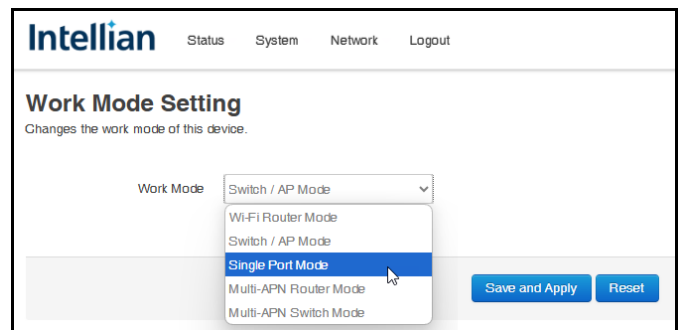 Intellian Status System Network Logout
Work Mode Setting
Changes the work mode of this device.
Work Mode Switch / AP Mode
Wi-Fi Router Mode
Switch / AP Mode
Single Port Mode
Multi-APN Router Mode
Multi-APN Switch Mode
Save and Apply Reset